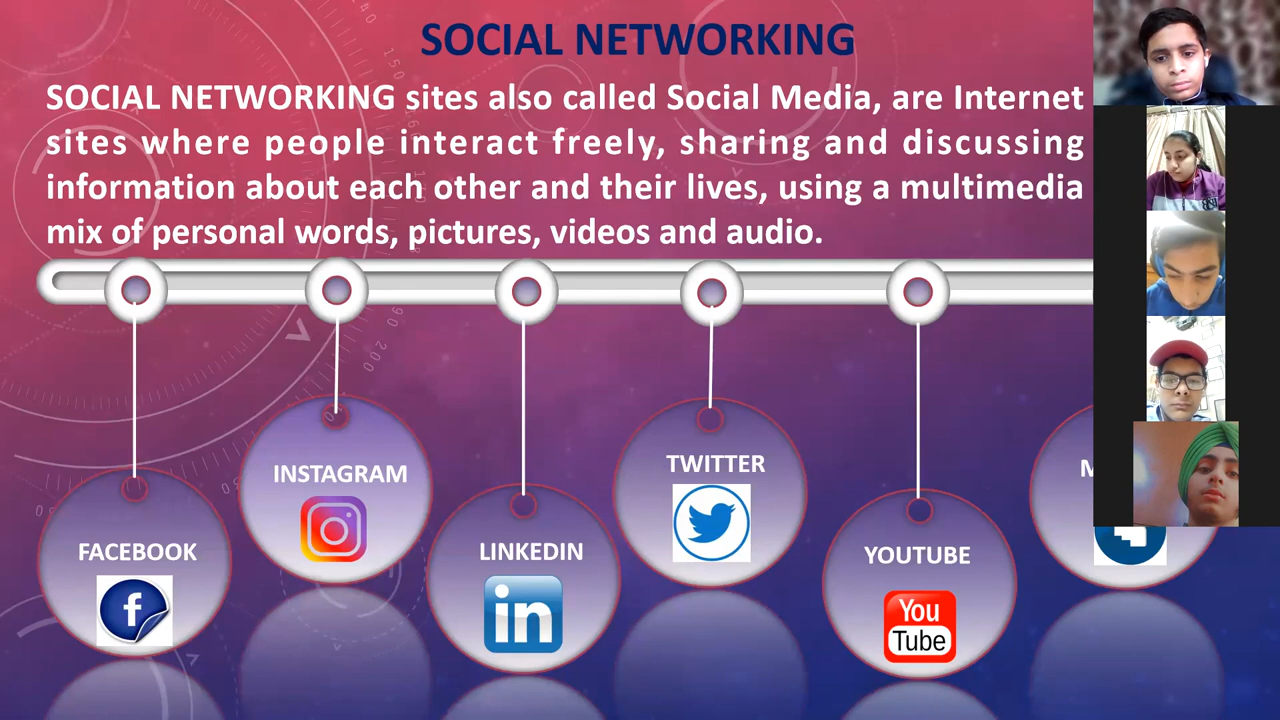 SOCIAL NETWORKING
SOCIAL NETWORKING sites also called Social Media, are Internet
sites where people interact freely, sharing and discussing
information about each other and their lives, using a multimedia
mix of personal words, pictures, videos and audio.
FACEBOOK
f
INSTAGRAM
LINKEDIN
in
TWITTER
YOUTUBE
You
Tube